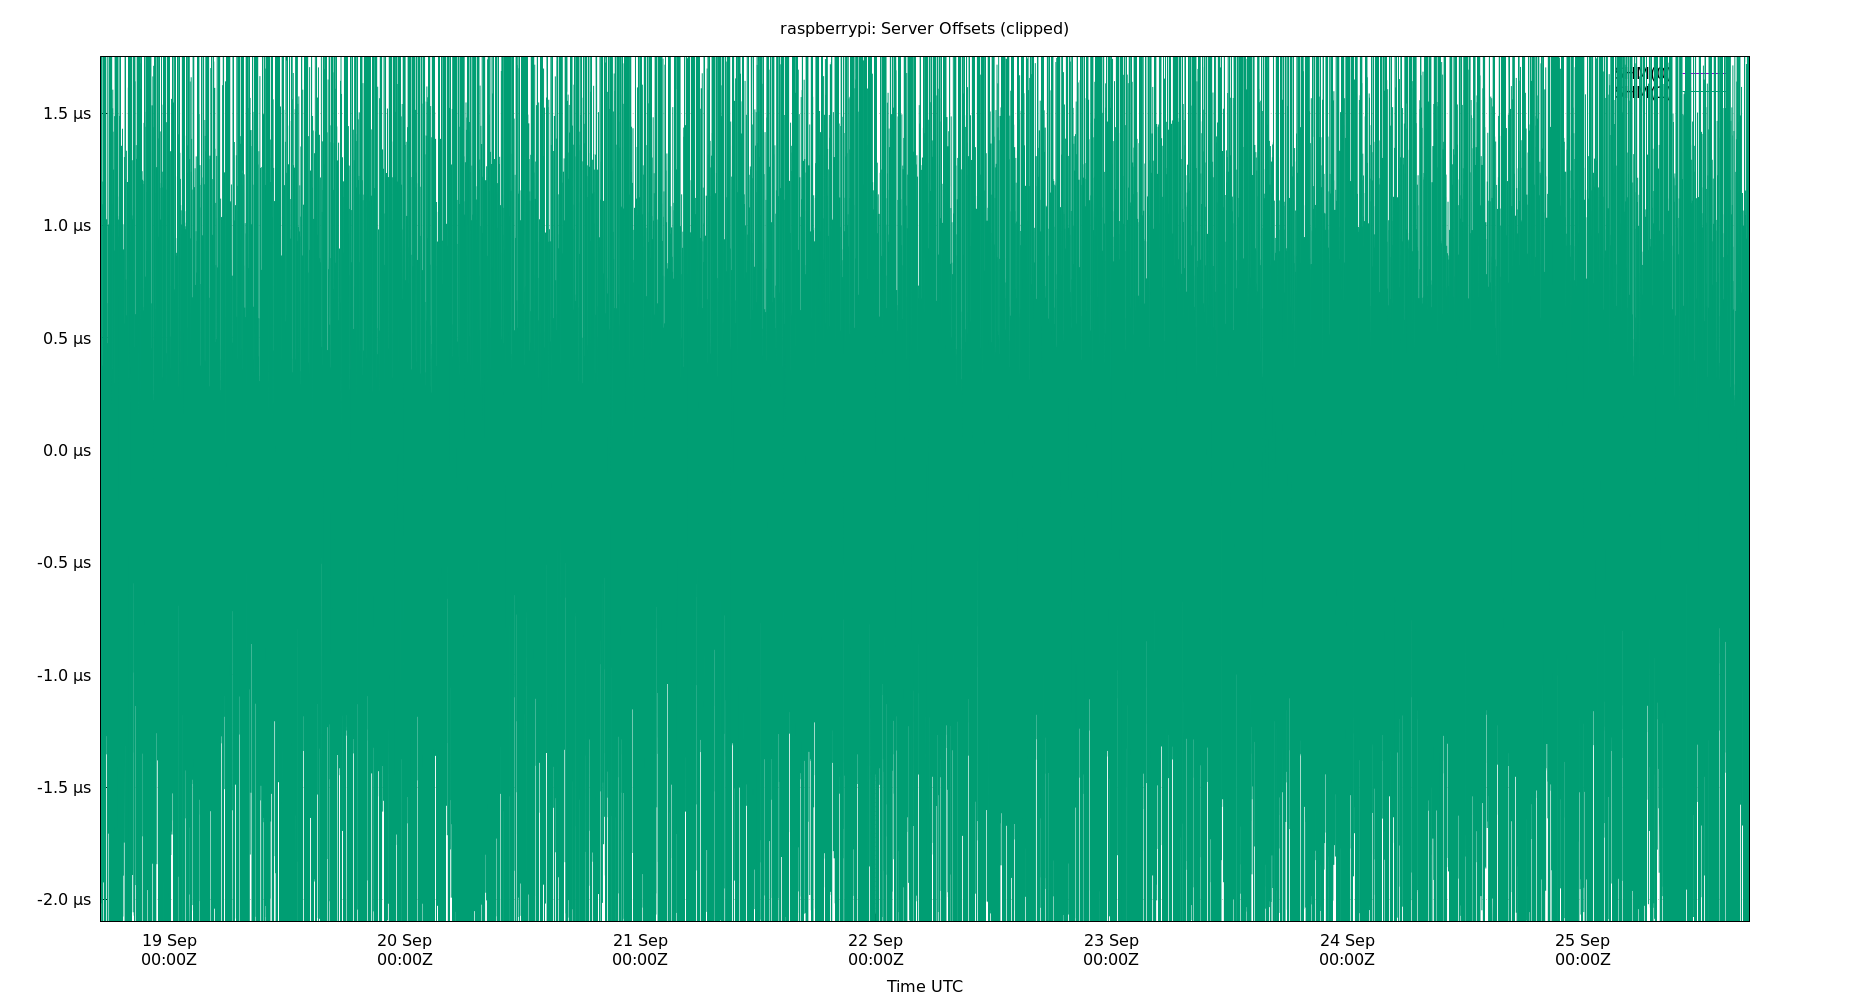 raspberrypi: Server Offsets (clipped)
1.5 µs
1.0 µs
0.5 µs
0.0 µs
-0.5 µs
-1.0 µs
-1.5 µs
-2.0 µs
19 Sep 20 Sep 21 Sep 22 Sep 23 Sep 24 Sep 25 Sep
00:00Z 00:00Z 00:00Z 00:00Z 00:00Z 00:00Z 00:00Z
Time UTC